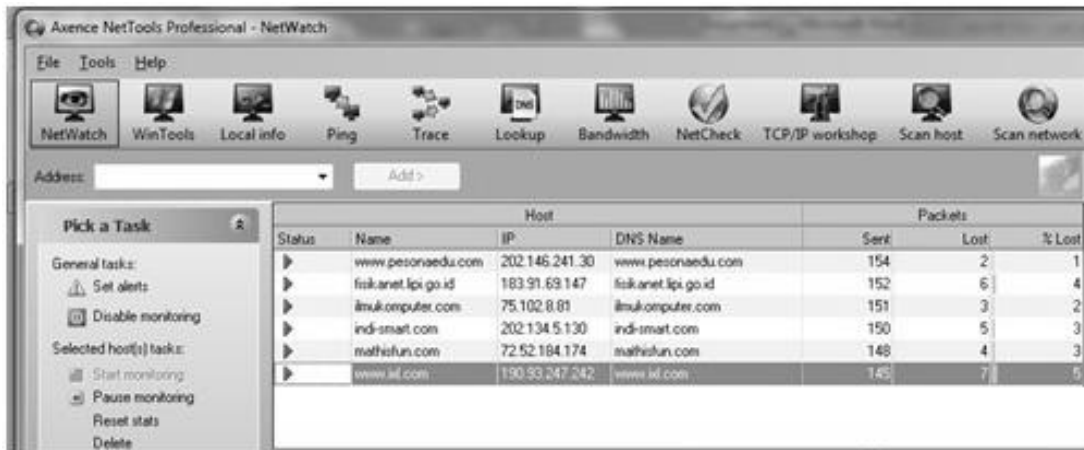 Axence NetTools Professional - NetWatch
File Tools Help
NetWatch WinTools Local info Ping Trace Lookup Bandwidth NetCheck TCP/IP workshop Scan host Scan network
DNS
Address: Add >
Pick a Task
General tasks:
Set alerts
Disable monitoring
Selected host(s) tasks:
Start monitoring
Pause monitoring
Reset stats
Delete
Host Packets
Status Name IP DNS Name Sent Lost % Lost
www.pesonaedu.com 202.146.241.30 www.pesonaedu.com 154 2 1
fisikanet.lipi.go.id 183.91.69.147 fisikanet.lipi.go.id 152 6 4
ilmukomputer.com 75.102.8.81 ilmukomputer.com 151 3 2
indi-smart.com 202.134.5.130 indi-smart.com 150 5 3
mathisfun.com 72.52.184.174 mathisfun.com 148 4 3
190.93.247.242 145 7 5